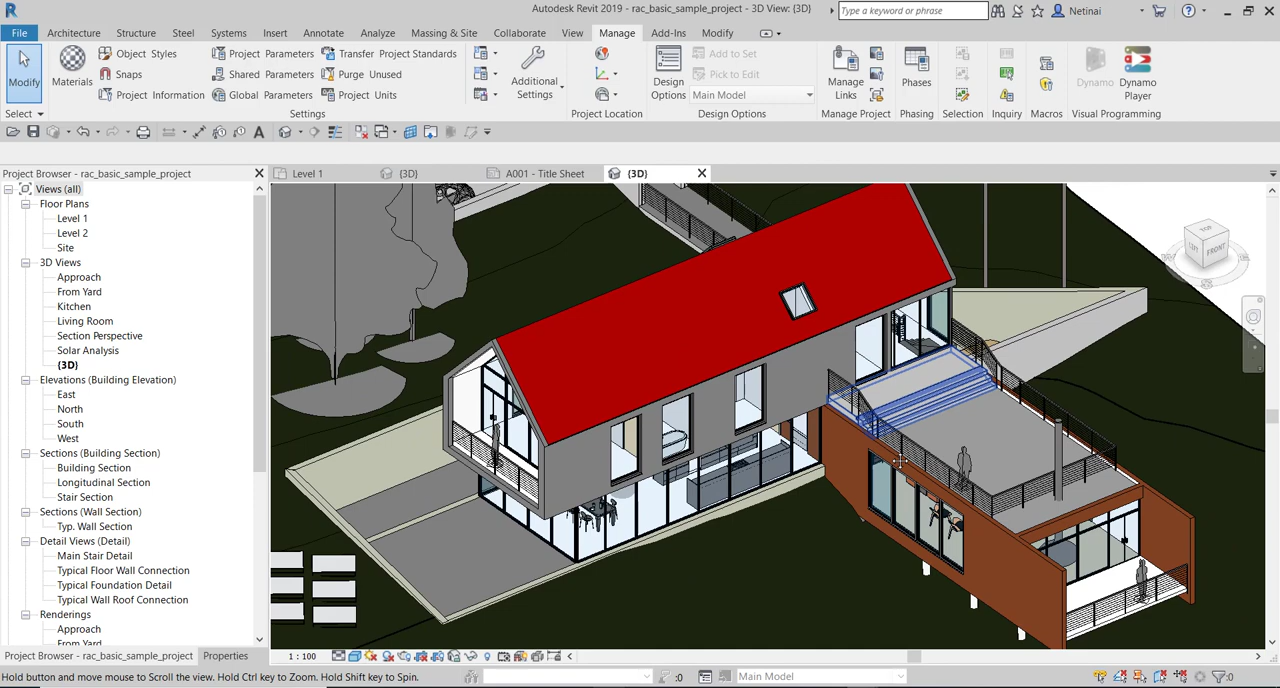 Autodesk Revit 2019 - rac_basic_sample_project - 3D View: {3D}
Type a keyword or phrase
Netinai
File Architecture Structure Steel Systems Insert Annotate Analyze Massing & Site Collaborate View Manage Add-Ins Modify
Modify
Materials
Object Styles
Snaps
Project Information
Project Parameters
Shared Parameters
Global Parameters
Transfer Project Standards
Purge Unused
Project Units
Additional
Settings
Design
Options
Add to Set
Pick to Edit
Main Model
Manage
Links
Phases
Dynamo
Dynamo
Player
Select Settings Project Location Design Options Manage Project Phasing Selection Inquiry Macros Visual Programming
Project Browser - rac_basic_sample_project
Level 1 {3D} A001 - Title Sheet {3D}
Views (all)
Floor Plans
Level 1
Level 2
Site
3D Views
Approach
From Yard
Kitchen
Living Room
Section Perspective
Solar Analysis
{3D}
Elevations (Building Elevation)
East
North
South
West
Sections (Building Section)
Building Section
Longitudinal Section
Stair Section
Sections (Wall Section)
Typ. Wall Section
Detail Views (Detail)
Main Stair Detail
Typical Floor Wall Connection
Typical Foundation Detail
Typical Wall Roof Connection
Renderings
Approach
From Yard
TOP
FRONT
Project Browser - rac_basic_sample_project Properties
1 : 100
Hold button and move mouse to Scroll the view. Hold Ctrl key to Zoom. Hold Shift key to Spin.
:0
Main Model
:0